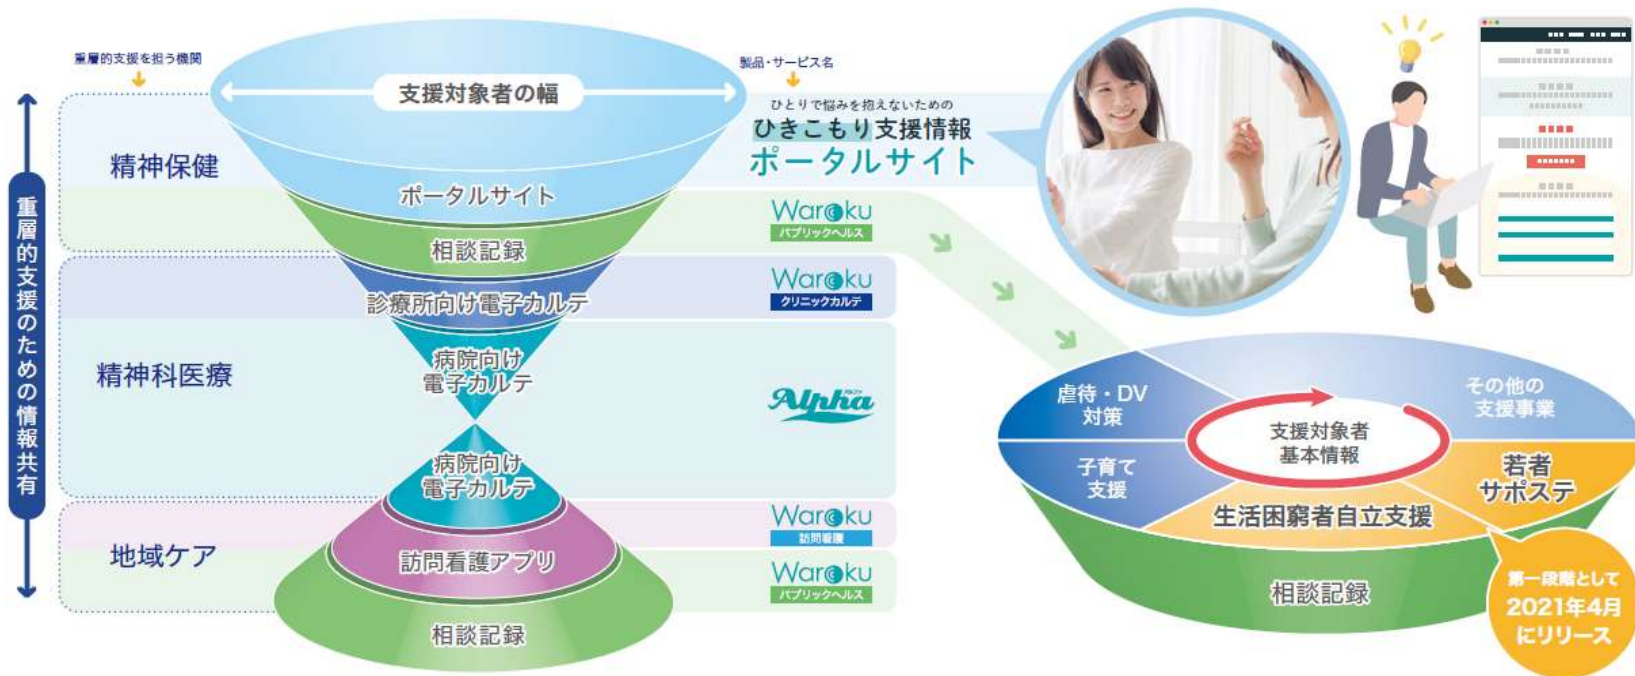 重層的支援を担う機関
製品・サービス名
支援対象者の幅
重層的支援のための情報共有
精神保健
精神科医療
地域ケア
ポータルサイト
相談記録
診療所向け電子カルテ
病院向け
電子カルテ
病院向け
電子カルテ
訪問看護アプリ
相談記録
ひとりで悩みを抱えないための
ひきこもり支援情報
ポータルサイト
Waroku
パブリックヘルス
Waroku
クリニックカルテ
Alpha
Waroku
訪問看護
Waroku
パブリックヘルス
虐待・DV
対策
その他の
支援事業
支援対象者
基本情報
子育て
支援
若者
サポステ
生活困窮者自立支援
相談記録
第一段階として
2021年4月
にリリース